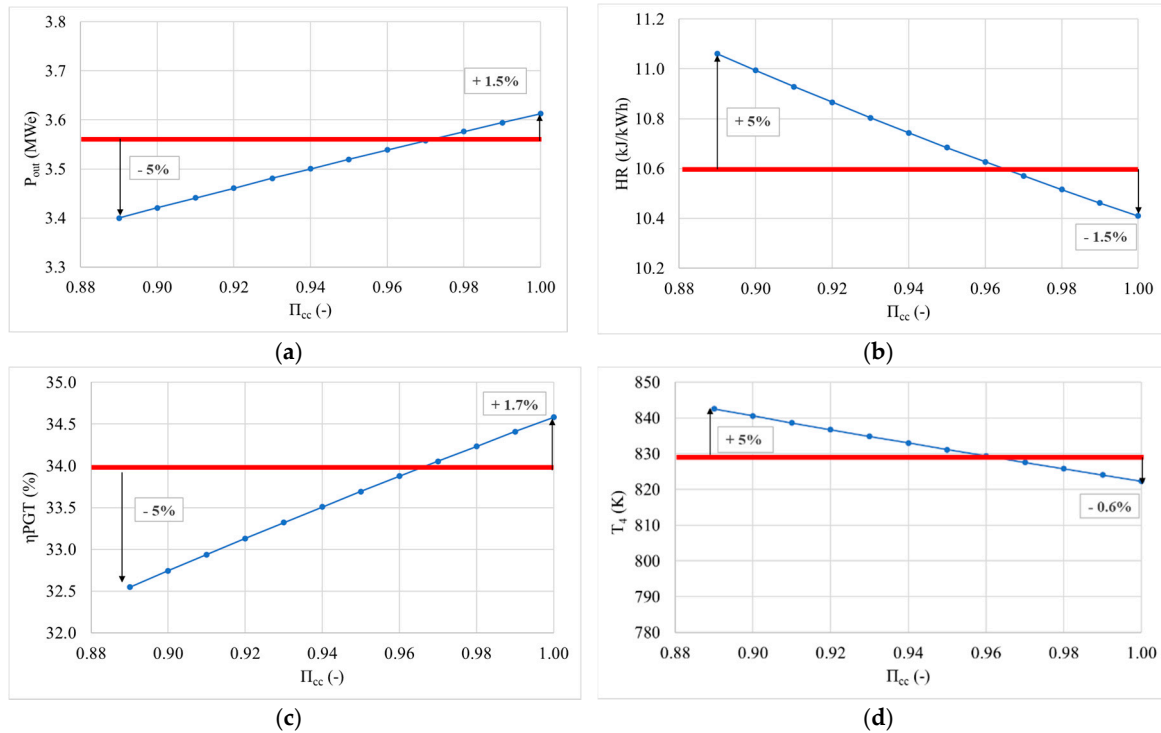 3.8
3.7
3.6
3.5
3.4
3.3
P_out (MWe)
+ 1.5%
- 5%
0.88 0.90 0.92 0.94 0.96 0.98 1.00
Π_cc (-)
(a)
11.2
11.0
10.8
10.6
10.4
10.2
HR (kJ/kWh)
+ 5%
- 1.5%
0.88 0.90 0.92 0.94 0.96 0.98 1.00
Π_cc (-)
(b)
35.0
34.5
34.0
33.5
33.0
32.5
32.0
ηPGT (%)
+ 1.7%
- 5%
0.88 0.90 0.92 0.94 0.96 0.98 1.00
Π_cc (-)
(c)
850
840
830
820
810
800
790
780
T_4 (K)
+ 5%
- 0.6%
0.88 0.90 0.92 0.94 0.96 0.98 1.00
Π_cc (-)
(d)